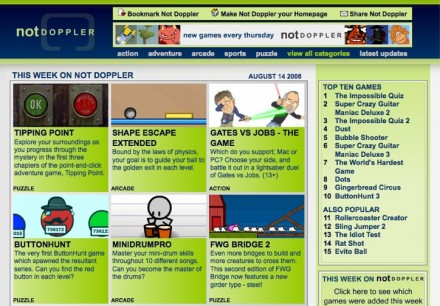 Bookmark Not Doppler Make Not Doppler your Homepage Share Not Doppler
notDOPPLER
new games every thursday notDOPPLER
action adventure arcade sports puzzle view all categories latest updates
THIS WEEK ON NOT DOPPLER AUGUST 14 2008
OK NO
TIPPING POINT
Explore your surroundings as
you progress through the
mystery in the first three
chapters of the point-and-click
adventure game, Tipping Point.
PUZZLE
SHAPE ESCAPE
EXTENDED
Bound by the laws of physics,
your goal is to guide your ball to
the golden exit in each level.
ARCADE
GATES VS JOBS - THE
GAME
Which do you support; Mac or
PC? Choose your side, and
battle it out in a lightsaber duel
of Gates vs Jobs. (13+)
ACTION
T36173
BUTTONHUNT
The very first ButtonHunt game
which spawned the resultant
series. Can you find the red
button in each level?
PUZZLE
MINIDRUMPRO
Master your mini-drum skills
throughout 10 different songs.
Can you become the master of
the drums?
ARCADE
FWG BRIDGE 2
Even more bridges to build and
more creatures to cross them.
This second edition of FWG
Bridge now features a new
girder type - steel!
PUZZLE
TOP TEN GAMES
1 The Impossible Quiz
2 Super Crazy Guitar
Maniac Deluxe 2
3 The Impossible Quiz 2
4 Dust
5 Bubble Shooter
6 Super Crazy Guitar
Maniac Deluxe 3
7 The World's Hardest
Game
8 Dots
9 Gingerbread Circus
10 ButtonHunt 3
ALSO POPULAR
11 Rollercoaster Creator
12 Sling Jumper 2
13 The Idiot Test
14 Rat Shot
15 Evito Ball
THIS WEEK ON notDOPPLER
Click here to see which
games were added this week